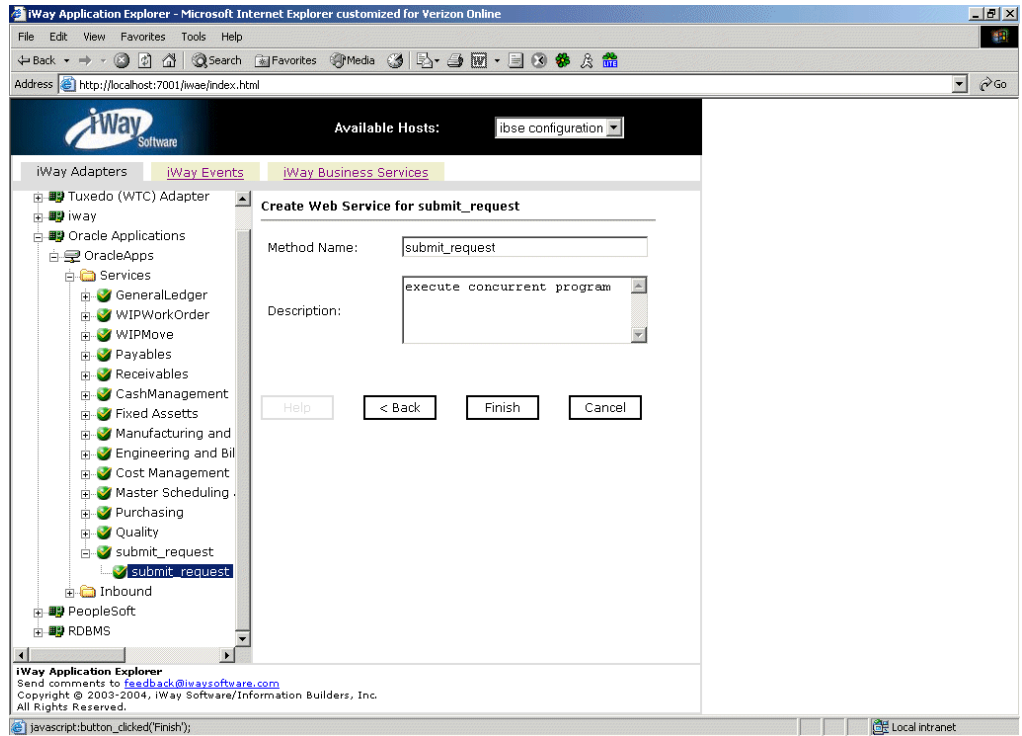 iWay Application Explorer - Microsoft Internet Explorer customized for Verizon Online
File Edit View Favorites Tools Help
Back Search Favorites Media
Address http://localhost:7001/iwae/index.html Go
iWay Software
Available Hosts: ibse configuration
iWay Adapters iWay Events iWay Business Services
Tuxedo (WTC) Adapter
iway
Oracle Applications
OracleApps
Services
GeneralLedger
WIPWorkOrder
WIPMove
Payables
Receivables
CashManagement
Fixed Assetts
Manufacturing and
Engineering and Bil
Cost Management
Master Scheduling
Purchasing
Quality
submit_request
submit_request
Inbound
PeopleSoft
RDBMS
Create Web Service for submit_request
Method Name: submit_request
Description: execute concurrent program
Help < Back Finish Cancel
iWay Application Explorer
Send comments to feedback@iwaysoftware.com
Copyright © 2003-2004, iWay Software/Information Builders, Inc.
All Rights Reserved.
javascript:button_clicked('Finish'); Local intranet